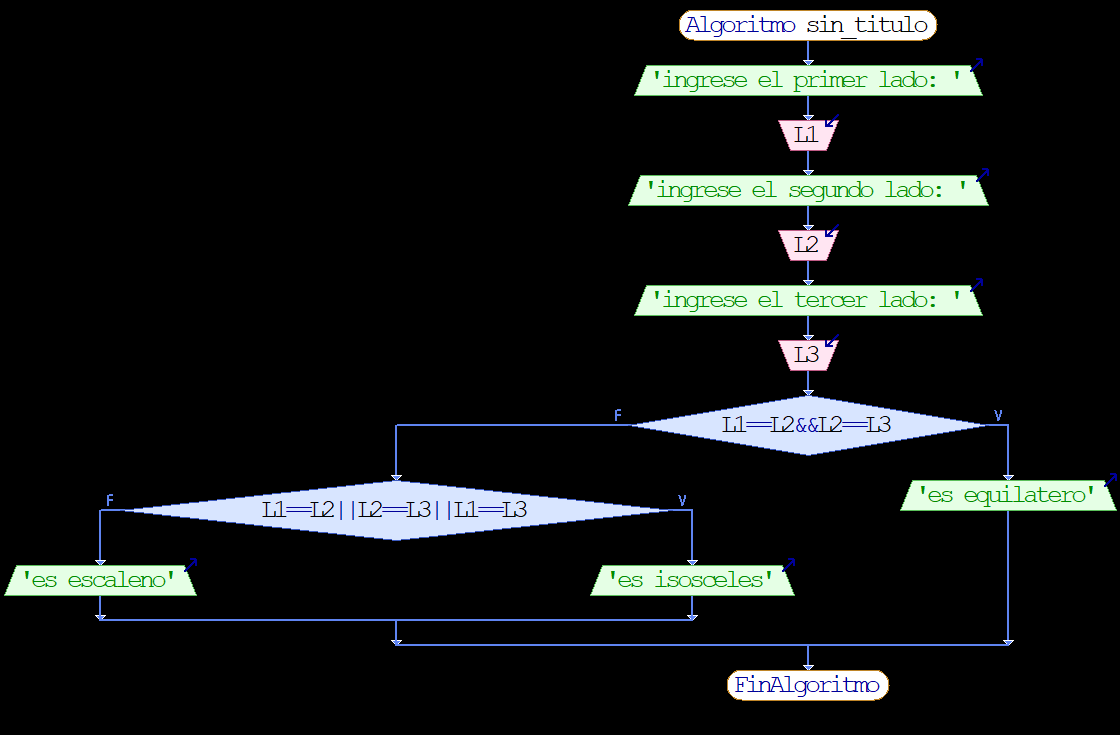 Algoritmo sin_titulo
'ingrese el primer lado: '
L1
'ingrese el segundo lado: '
L2
'ingrese el tercer lado: '
L3
F
L1==L2&&L2==L3
V
F
L1==L2||L2==L3||L1==L3
V
'es equilatero'
'es escaleno'
'es isosceles'
FinAlgoritmo